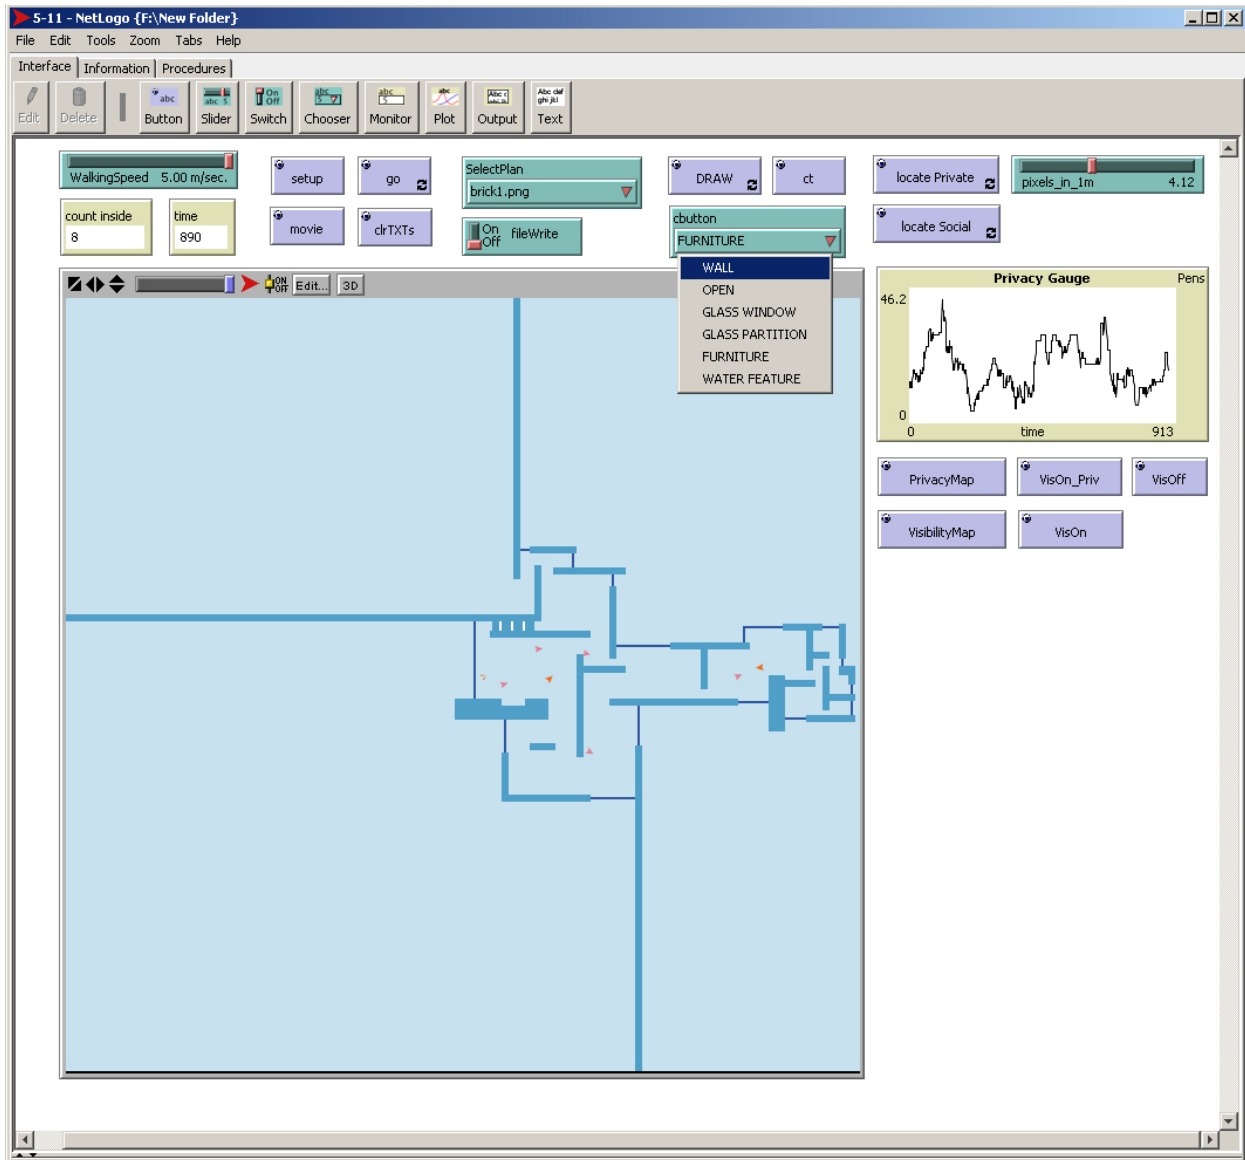 5-11 - NetLogo {F:\New Folder}
File Edit Tools Zoom Tabs Help
Interface Information Procedures
Edit Delete Button Slider Switch Chooser Monitor Plot Output Text
WalkingSpeed 5.00 m/sec.
setup
go
SelectPlan
brick1.png
DRAW
ct
locate Private
pixels_in_1m 4.12
count inside
8
time
890
movie
clrTXTs
On
Off
fileWrite
cbutton
FURNITURE
locate Social
ON
OFF
Edit...
3D
WALL
OPEN
GLASS WINDOW
GLASS PARTITION
FURNITURE
WATER FEATURE
Privacy Gauge
Pens
46.2
0
0 time 913
PrivacyMap
VisOn_Priv
VisOff
VisibilityMap
VisOn